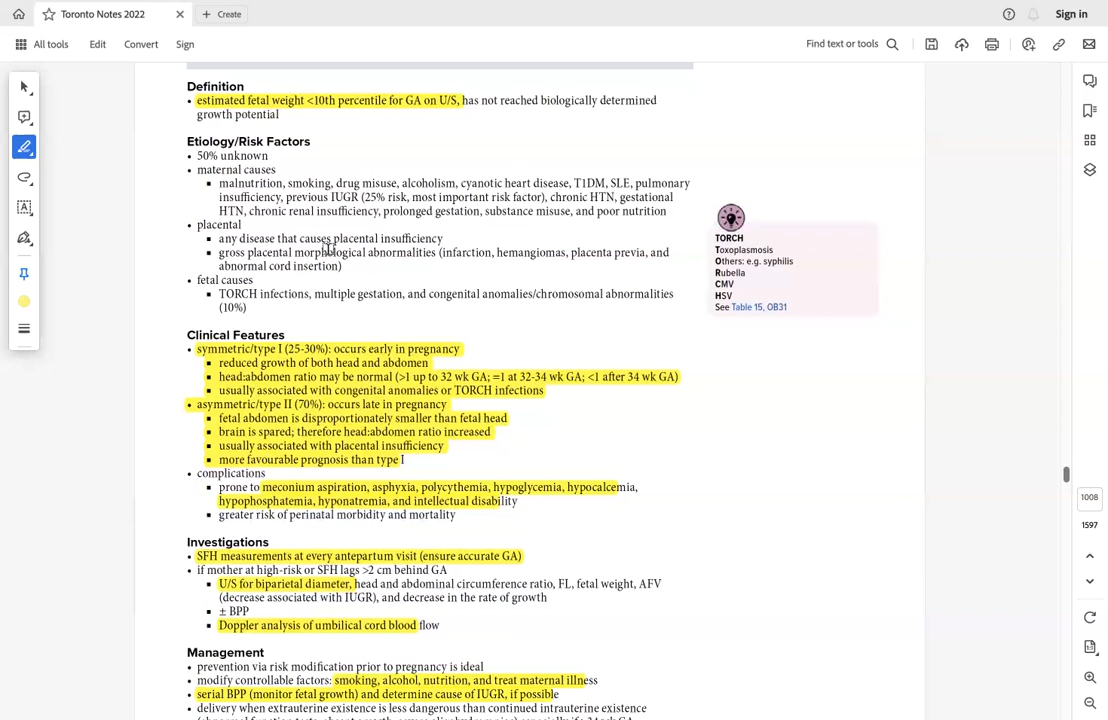 Toronto Notes 2022
Create
Sign in
All tools
Edit
Convert
Sign
Find text or tools
Definition
• estimated fetal weight <10th percentile for GA on U/S, has not reached biologically determined
growth potential
Etiology/Risk Factors
• 50% unknown
• maternal causes
▪ malnutrition, smoking, drug misuse, alcoholism, cyanotic heart disease, T1DM, SLE, pulmonary
insufficiency, previous IUGR (25% risk, most important risk factor), chronic HTN, gestational
HTN, chronic renal insufficiency, prolonged gestation, substance misuse, and poor nutrition
• placental
▪ any disease that causes placental insufficiency
▪ gross placental morphological abnormalities (infarction, hemangiomas, placenta previa, and
abnormal cord insertion)
• fetal causes
▪ TORCH infections, multiple gestation, and congenital anomalies/chromosomal abnormalities
(10%)
TORCH
Toxoplasmosis
Others: e.g. syphilis
Rubella
CMV
HSV
See Table 15, OB31
Clinical Features
• symmetric/type I (25-30%): occurs early in pregnancy
▪ reduced growth of both head and abdomen
▪ head:abdomen ratio may be normal (>1 up to 32 wk GA; =1 at 32-34 wk GA; <1 after 34 wk GA)
▪ usually associated with congenital anomalies or TORCH infections
• asymmetric/type II (70%): occurs late in pregnancy
▪ fetal abdomen is disproportionately smaller than fetal head
▪ brain is spared; therefore head:abdomen ratio increased
▪ usually associated with placental insufficiency
▪ more favourable prognosis than type I
• complications
▪ prone to meconium aspiration, asphyxia, polycythemia, hypoglycemia, hypocalcemia,
hypophosphatemia, hyponatremia, and intellectual disability
▪ greater risk of perinatal morbidity and mortality
Investigations
• SFH measurements at every antepartum visit (ensure accurate GA)
• if mother at high-risk or SFH lags >2 cm behind GA
▪ U/S for biparietal diameter, head and abdominal circumference ratio, FL, fetal weight, AFV
(decrease associated with IUGR), and decrease in the rate of growth
▪ ± BPP
▪ Doppler analysis of umbilical cord blood flow
Management
• prevention via risk modification prior to pregnancy is ideal
• modify controllable factors: smoking, alcohol, nutrition, and treat maternal illness
• serial BPP (monitor fetal growth) and determine cause of IUGR, if possible
• delivery when extrauterine existence is less dangerous than continued intrauterine existence
1008
1597